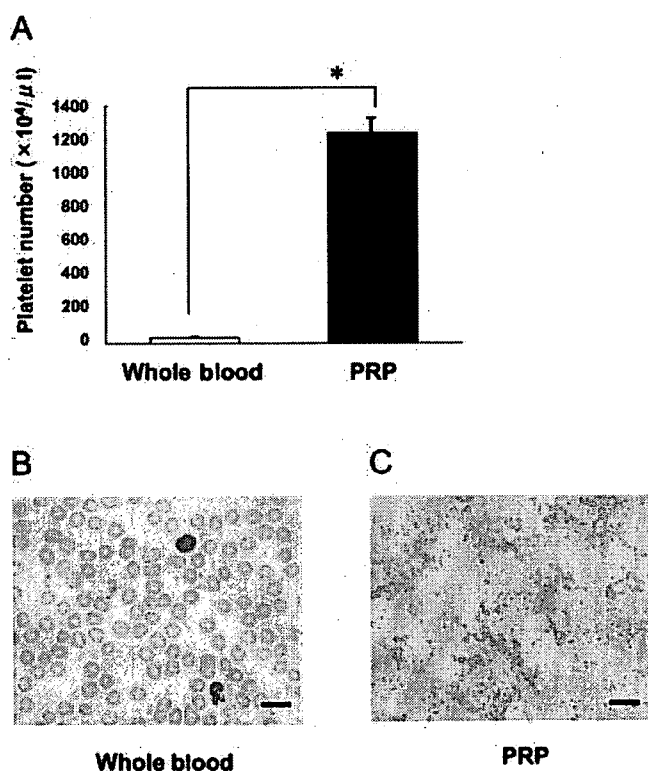 A
*
Platelet number (×10⁴/μl)
1400
1200
1000
800
600
400
200
0
Whole blood
PRP
B
C
Whole blood
PRP